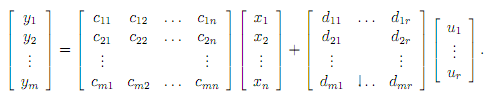 [ y₁ ] = [ c₁₁ c₁₂ … c₁ₙ ] [ x₁ ] + [ d₁₁ … d₁ᵣ ] [ u₁ ]
[ y₂ ] [ c₂₁ c₂₂ … c₂ₙ ] [ x₂ ] [ d₂₁ d₂ᵣ ] [ ⋮ ]
[ ⋮ ] [ ⋮ ⋮ ] [ ⋮ ] [ ⋮ ⋮ ] [ uᵣ ] .
[ yₘ ] [ cₘ₁ cₘ₂ … cₘₙ ] [ xₙ ] [ dₘ₁ … dₘᵣ ]